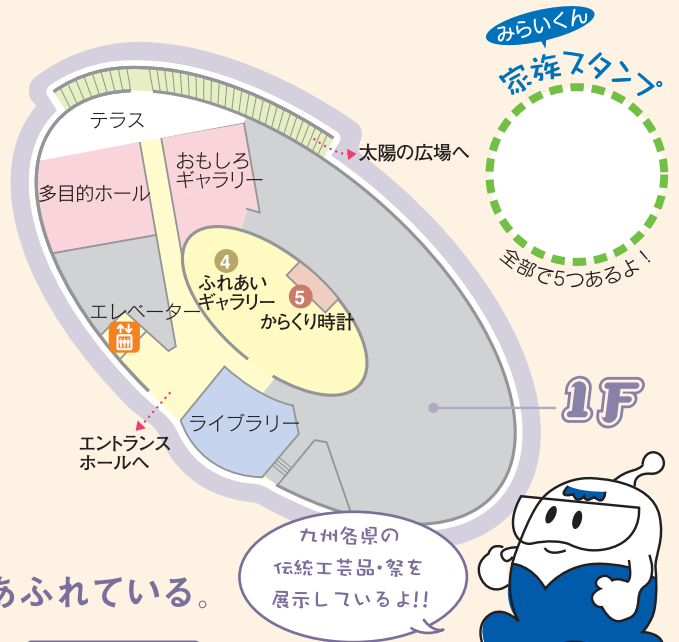 みらいくん
家族スタンプ
全部で5つあるよ!
テラス
太陽の広場へ
おもしろ
ギャラリー
多目的ホール
4
ふれあい
ギャラリー
5
からくり時計
エレベーター
ライブラリー
エントランス
ホールへ
1F
九州各県の
伝統工芸品・祭を
展示しているよ!!
あふれている。